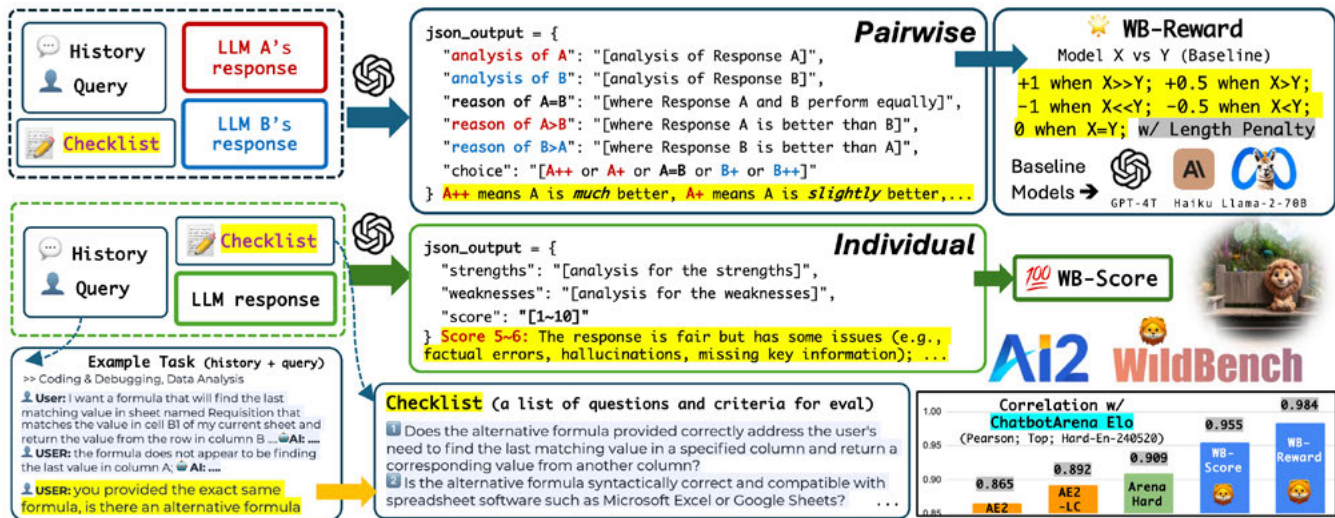 History
Query
Checklist
LLM A's
response
LLM B's
response
Pairwise
json_output = {
"analysis of A": "[analysis of Response A]",
"analysis of B": "[analysis of Response B]",
"reason of A=B": "[where Response A and B perform equally]",
"reason of A>B": "[where Response A is better than B]",
"reason of B>A": "[where Response B is better than A]",
"choice": "[A++ or A+ or A=B or B+ or B++]"
} A++ means A is much better, A+ means A is slightly better,...
WB-Reward
Model X vs Y (Baseline)
+1 when X>>Y; +0.5 when X>Y;
-1 when X<<Y; -0.5 when X<Y;
0 when X=Y; w/ Length Penalty
Baseline
Models →
GPT-4T Haiku Llama-2-70B
History
Query
Checklist
LLM response
Individual
json_output = {
"strengths": "[analysis for the strengths]",
"weaknesses": "[analysis for the weaknesses]",
"score": "[1~10]"
} Score 5~6: The response is fair but has some issues (e.g.,
factual errors, hallucinations, missing key information); ...
100 WB-Score
Ai2 WildBench
Example Task (history + query)
>> Coding & Debugging, Data Analysis
USER: I want a formula that will find the last
matching value in sheet named Requisition that
matches the value in cell B1 of my current sheet and
return the value from the row in column B .... AI: ....
USER: the formula does not appear to be finding
the last value in column A; AI: ....
USER: you provided the exact same
formula, is there an alternative formula
Checklist (a list of questions and criteria for eval)
1 Does the alternative formula provided correctly address the user's
need to find the last matching value in a specified column and return a
corresponding value from another column?
2 Is the alternative formula syntactically correct and compatible with
spreadsheet software such as Microsoft Excel or Google Sheets? ...
Correlation w/
ChatbotArena Elo
(Pearson; Top; Hard-En-240520)
1.00
0.95
0.90
0.85
0.865
0.892
0.909
0.955
0.984
AE2
AE2
-LC
Arena
Hard
WB-
Score
WB-
Reward